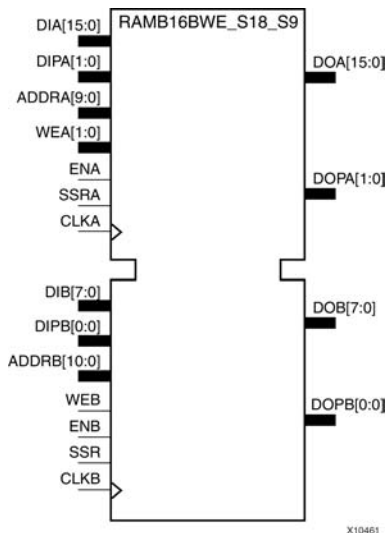 RAMB16BWE_S18_S9
DIA[15:0]
DIPA[1:0]
ADDRA[9:0]
WEA[1:0]
ENA
SSRA
CLKA
DOA[15:0]
DOPA[1:0]
DIB[7:0]
DIPB[0:0]
ADDRB[10:0]
WEB
ENB
SSR
CLKB
DOB[7:0]
DOPB[0:0]
X10461